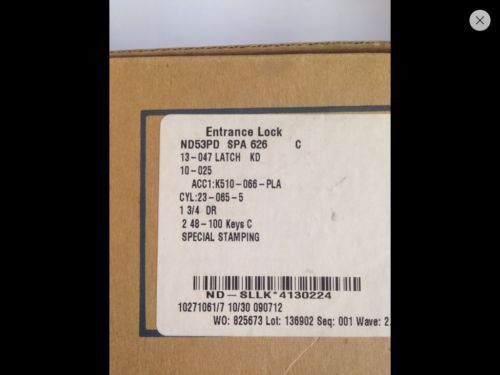 Entrance Lock
ND53PD SPA 626 C
13-047 LATCH KD
10-025
ACC1:K510-066-PLA
CYL:23-065-5
1 3/4 DR
2 48-100 Keys C
SPECIAL STAMPING
ND-SLLK*4130224
10271061/7 10/30 090712
WO: 825673 Lot: 136902 Seq: 001 Wave: 2